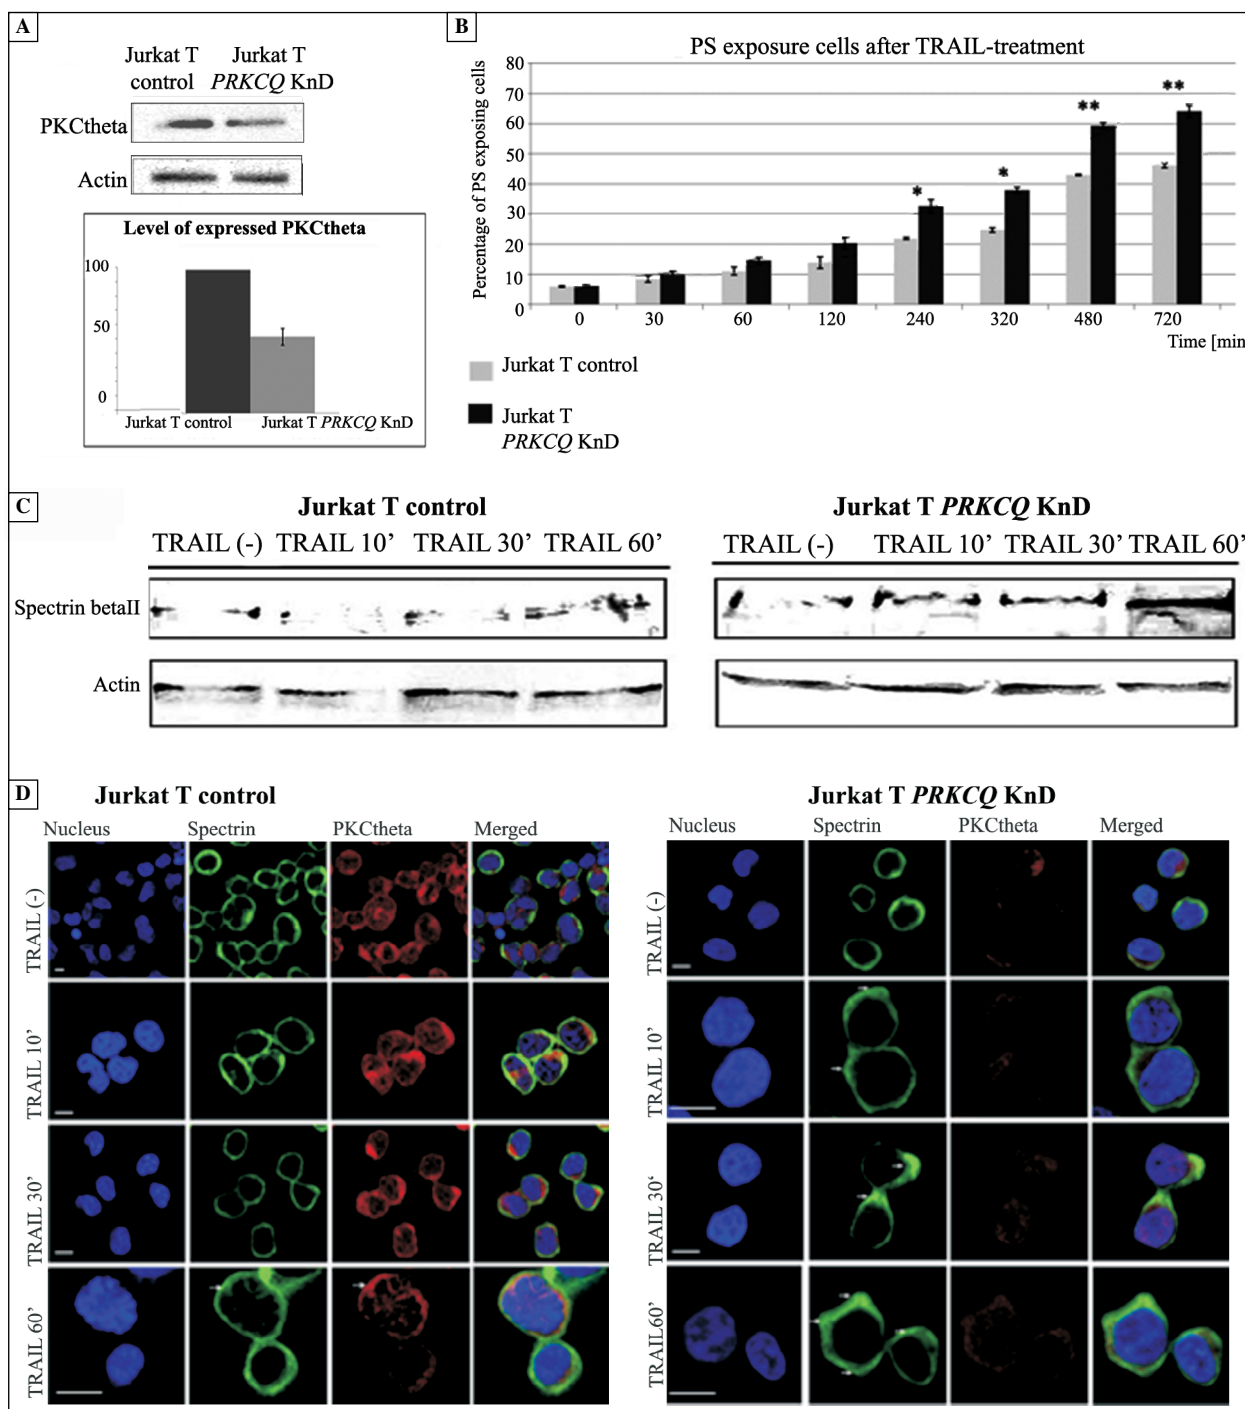 A
Jurkat T control
Jurkat T PRKCQ KnD
PKCtheta
Actin
Level of expressed PKCtheta
100
50
0
Jurkat T control
Jurkat T PRKCQ KnD
B
PS exposure cells after TRAIL-treatment
Percentage of PS exposing cells
80
70
60
50
40
30
20
10
0
* * ** **
0 30 60 120 240 320 480 720
Time [min
Jurkat T control
Jurkat T
PRKCQ KnD
C
Jurkat T control
TRAIL (-) TRAIL 10’ TRAIL 30’ TRAIL 60’
Jurkat T PRKCQ KnD
TRAIL (-) TRAIL 10’ TRAIL 30’ TRAIL 60’
Spectrin betaII
Actin
D
Jurkat T control
Nucleus Spectrin PKCtheta Merged
TRAIL (-)
TRAIL 10’
TRAIL 30’
TRAIL 60’
Jurkat T PRKCQ KnD
Nucleus Spectrin PKCtheta Merged
TRAIL (-)
TRAIL 10’
TRAIL 30‘
TRAIL60’